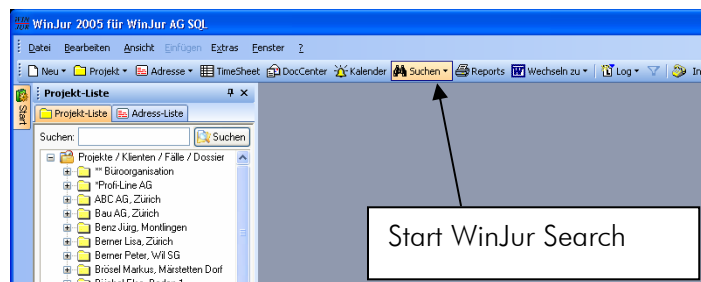 WIN
JUR
WinJur 2005 für WinJur AG SQL
Datei Bearbeiten Ansicht Einfügen Extras Fenster ?
Neu Projekt Adresse TimeSheet DocCenter Kalender Suchen Reports Wechseln zu Log In
Start
Projekt-Liste
Projekt-Liste Adress-Liste
Suchen: Suchen
Projekte / Klienten / Fälle / Dossier
"" Büroorganisation
"Profi-Line AG
ABC AG, Zürich
Bau AG, Zürich
Benz Jürg, Montlingen
Berner Lisa, Zürich
Berner Peter, Wil SG
Brösel Markus, Märstetten Dorf
Start WinJur Search